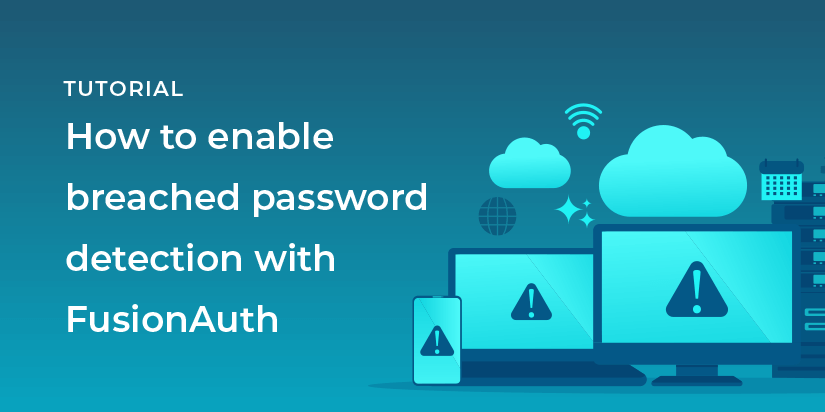 TUTORIAL
How to enable
breached password
detection with
FusionAuth